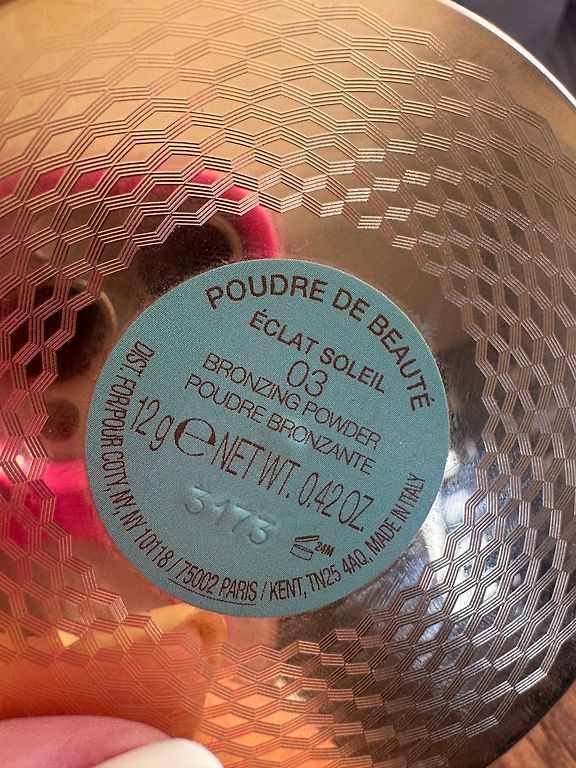 POUDRE DE BEAUTÉ
ÉCLAT SOLEIL
03
BRONZING POWDER
POUDRE BRONZANTE
12 g ℮ NET WT. 0.42 OZ.
3173
24M
DIST. FOR/POUR COTY, NY, NY 10118 / 75002 PARIS / KENT, TN25 4AQ, MADE IN ITALY